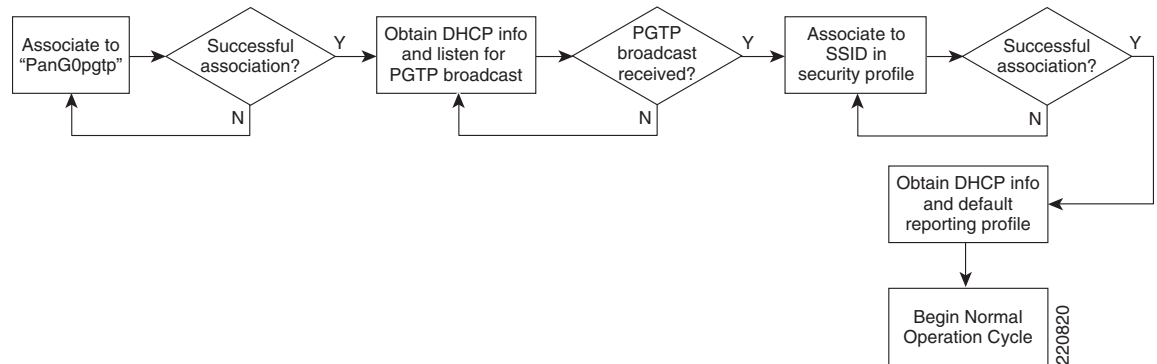 Associate to
“PanG0pgtp”
Successful
association?
Y
N
Obtain DHCP info
and listen for
PGTP broadcast
PGTP
broadcast
received?
Y
N
Associate to
SSID in
security profile
Successful
association?
Y
N
Obtain DHCP info
and default
reporting profile
Begin Normal
Operation Cycle
220820